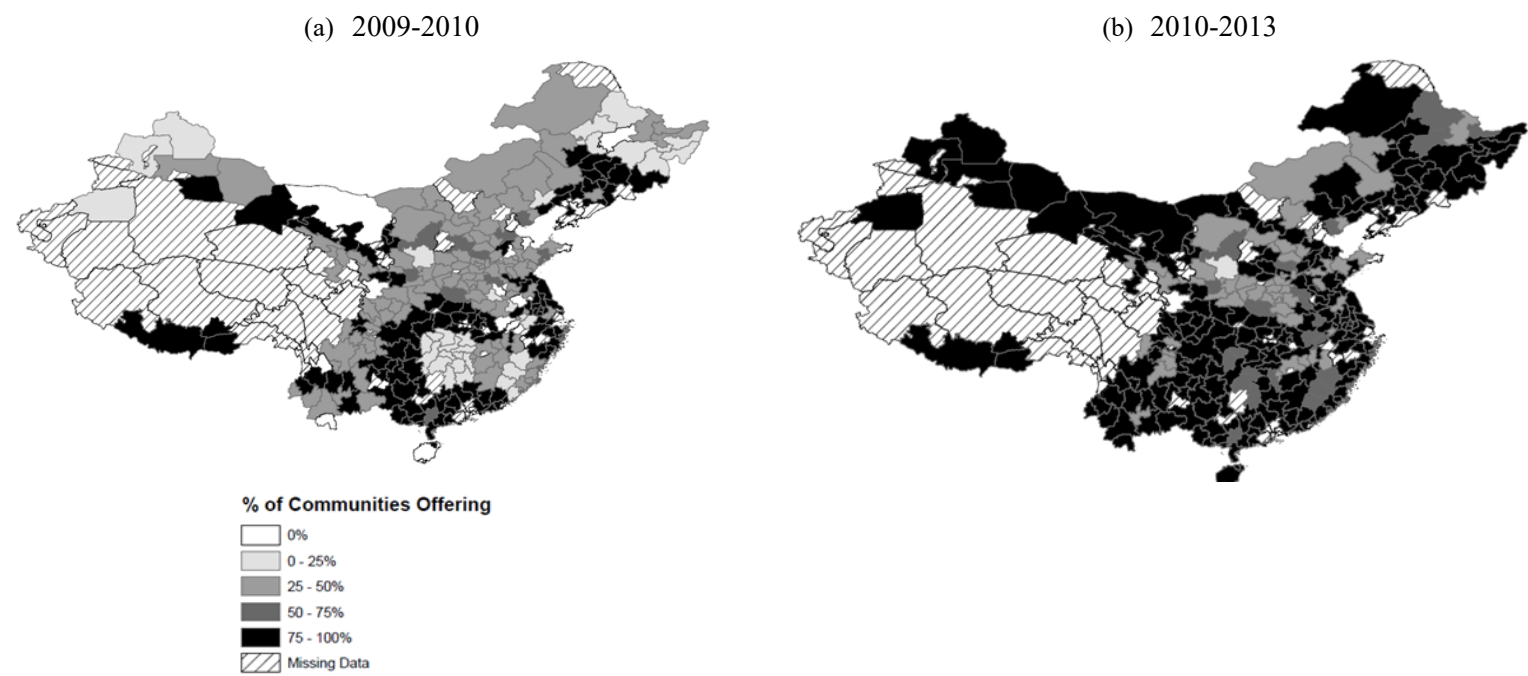 (a) 2009-2010
(b) 2010-2013
% of Communities Offering
0%
0 - 25%
25 - 50%
50 - 75%
75 - 100%
Missing Data